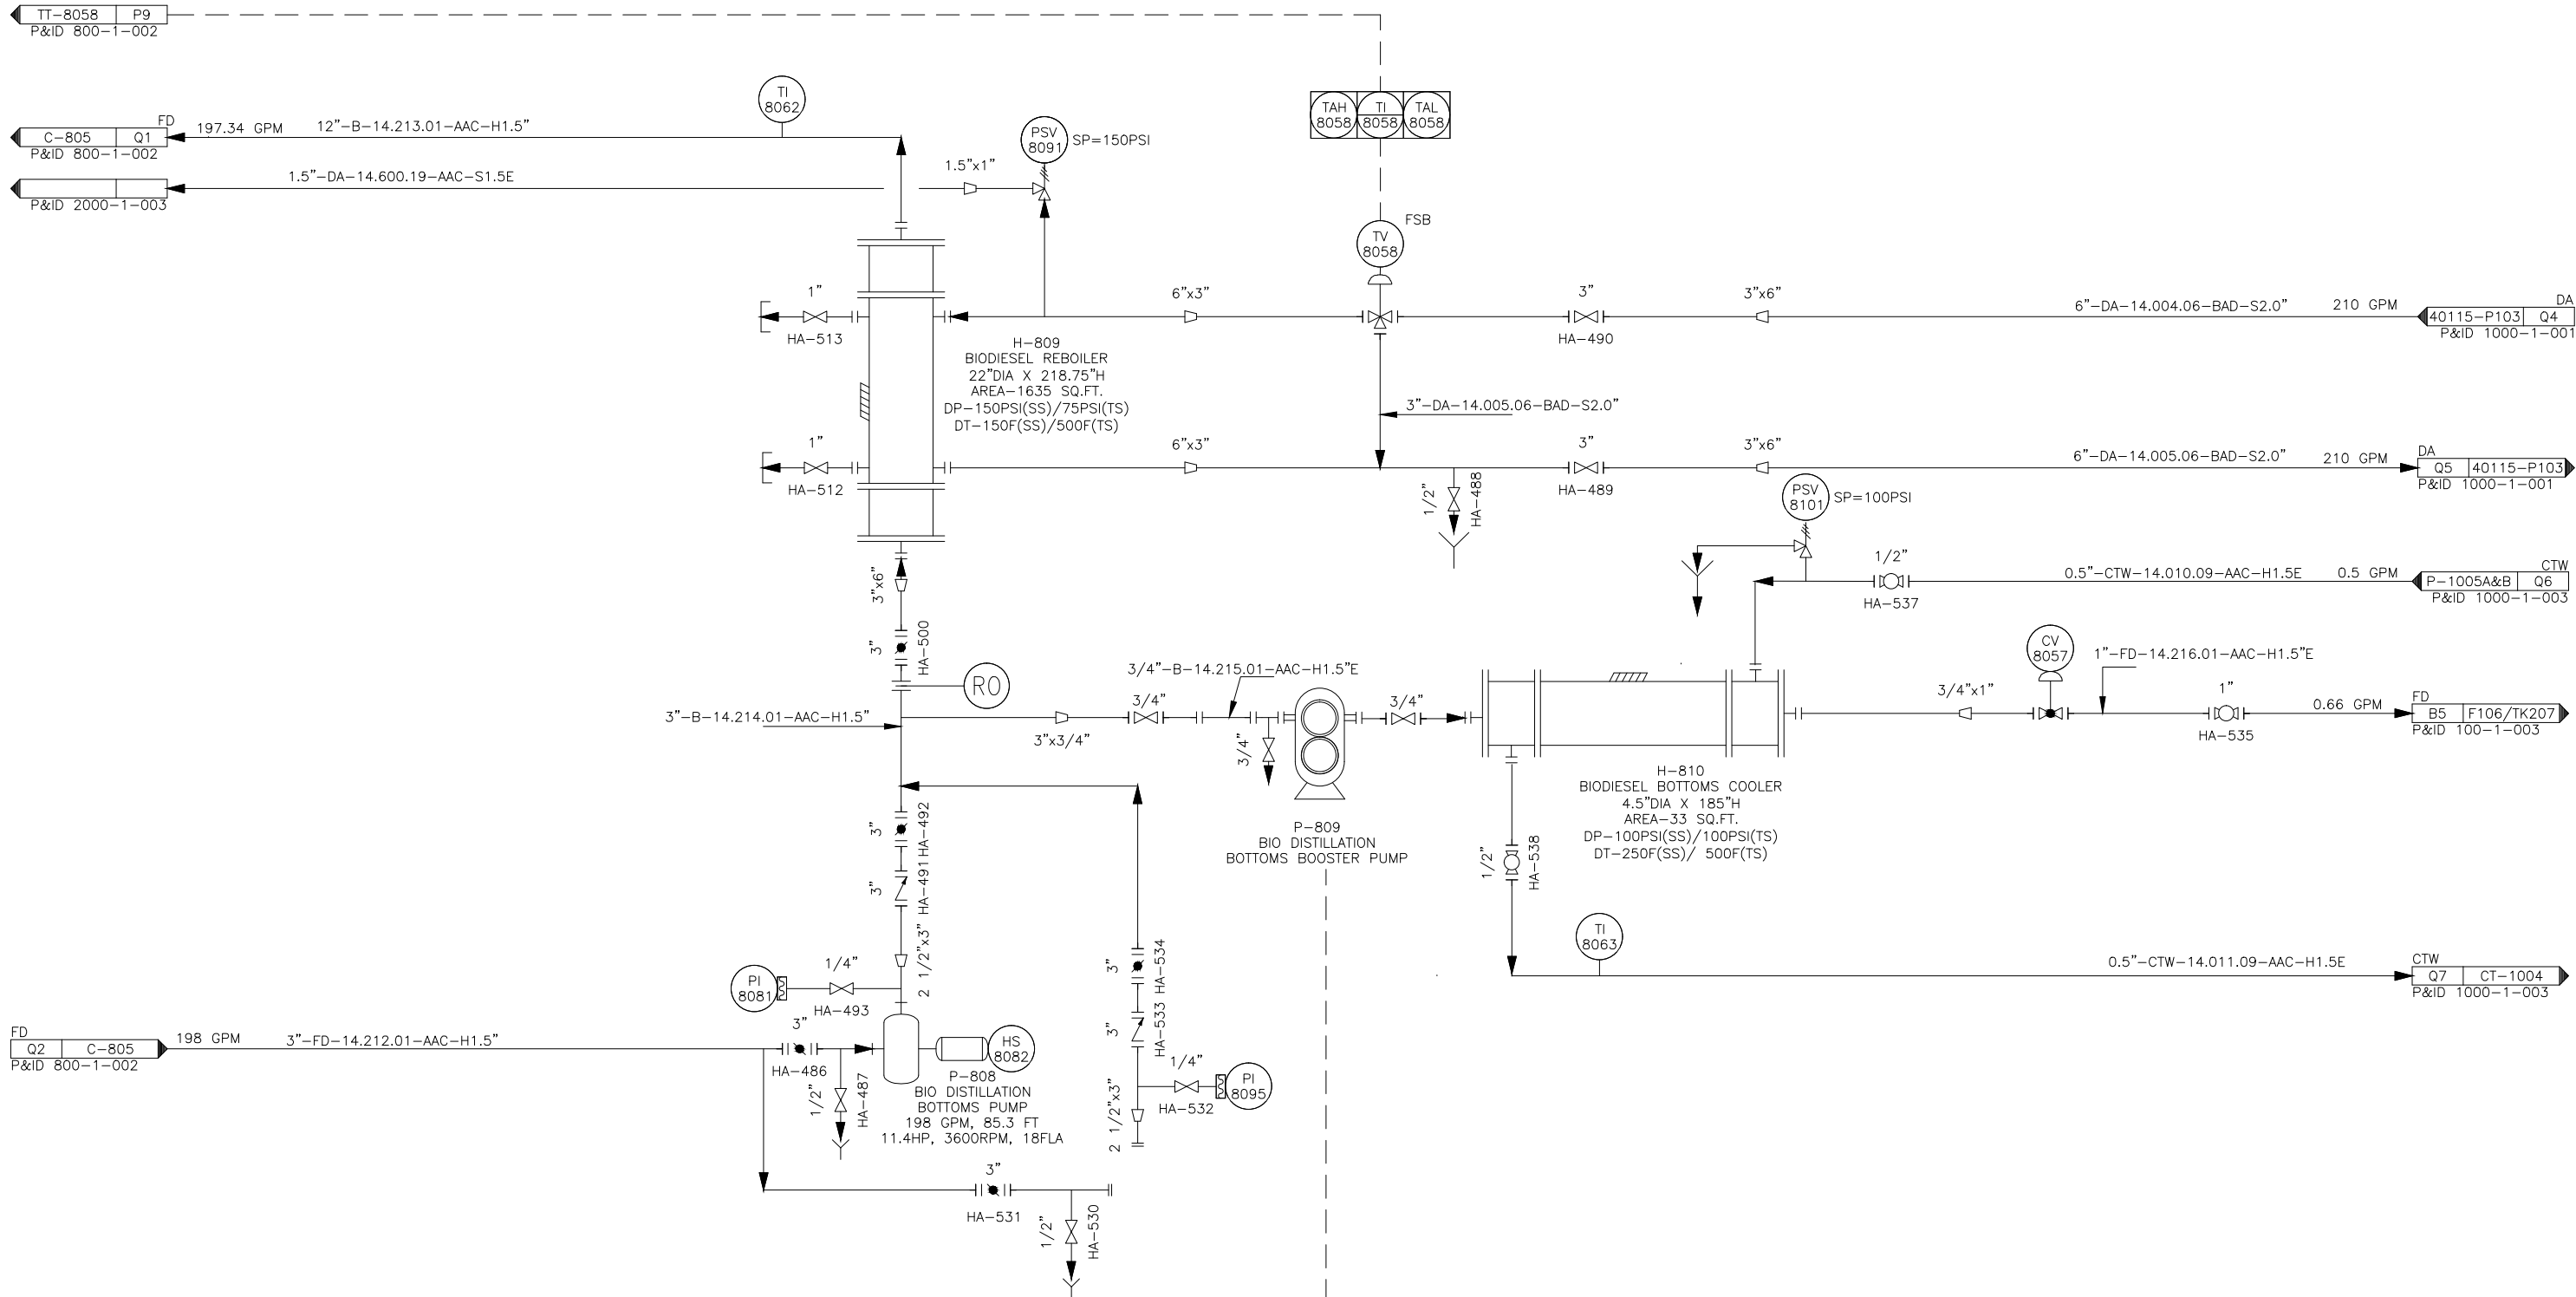 TT-8058 P9
P&ID 800-1-002
TI
8062
TAH
8058
TI
8058
TAL
8058
FD
C-805 Q1
P&ID 800-1-002
197.34 GPM
12"-B-14.213.01-AAC-H1.5"
PSV
8091
SP=150PSI
1.5"x1"
1.5"-DA-14.600.19-AAC-S1.5E
P&ID 2000-1-003
FSB
TV
8058
1"
HA-513
6"x3"
3"
HA-490
3"x6"
6"-DA-14.004.06-BAD-S2.0"
210 GPM
DA
40115-P103 Q4
P&ID 1000-1-001
H-809
BIODIESEL REBOILER
22"DIA X 218.75"H
AREA-1635 SQ.FT.
DP-150PSI(SS)/75PSI(TS)
DT-150F(SS)/500F(TS)
3"-DA-14.005.06-BAD-S2.0"
1"
HA-512
6"x3"
3"
HA-489
3"x6"
6"-DA-14.005.06-BAD-S2.0"
210 GPM
DA
Q5 40115-P103
P&ID 1000-1-001
1/2"
HA-488
PSV
8101
SP=100PSI
1/2"
HA-537
0.5"-CTW-14.010.09-AAC-H1.5E
0.5 GPM
CTW
P-1005A&B Q6
P&ID 1000-1-003
3"x6"
3"
HA-500
RO
3"-B-14.214.01-AAC-H1.5"
3"x3/4"
3/4"
3/4"-B-14.215.01-AAC-H1.5"E
3/4"
3/4"
CV
8057
1"-FD-14.216.01-AAC-H1.5"E
3/4"x1"
1"
HA-535
0.66 GPM
FD
B5 F106/TK207
P&ID 100-1-003
H-810
BIODIESEL BOTTOMS COOLER
4.5"DIA X 185"H
AREA-33 SQ.FT.
DP-100PSI(SS)/100PSI(TS)
DT-250F(SS)/ 500F(TS)
P-809
BIO DISTILLATION
BOTTOMS BOOSTER PUMP
3"
HA-492
3"
HA-491
2 1/2"x3"
1/2"
HA-538
TI
8063
0.5"-CTW-14.011.09-AAC-H1.5E
CTW
Q7 CT-1004
P&ID 1000-1-003
3"
HA-534
3"
HA-533
PI
8081
1/4"
HA-493
FD
Q2 C-805
P&ID 800-1-002
198 GPM
3"-FD-14.212.01-AAC-H1.5"
3"
HA-486
1/2"
HA-487
HS
8082
P-808
BIO DISTILLATION
BOTTOMS PUMP
198 GPM, 85.3 FT
11.4HP, 3600RPM, 18FLA
1/4"
HA-532
PI
8095
2 1/2"x3"
3"
HA-531
1/2"
HA-530